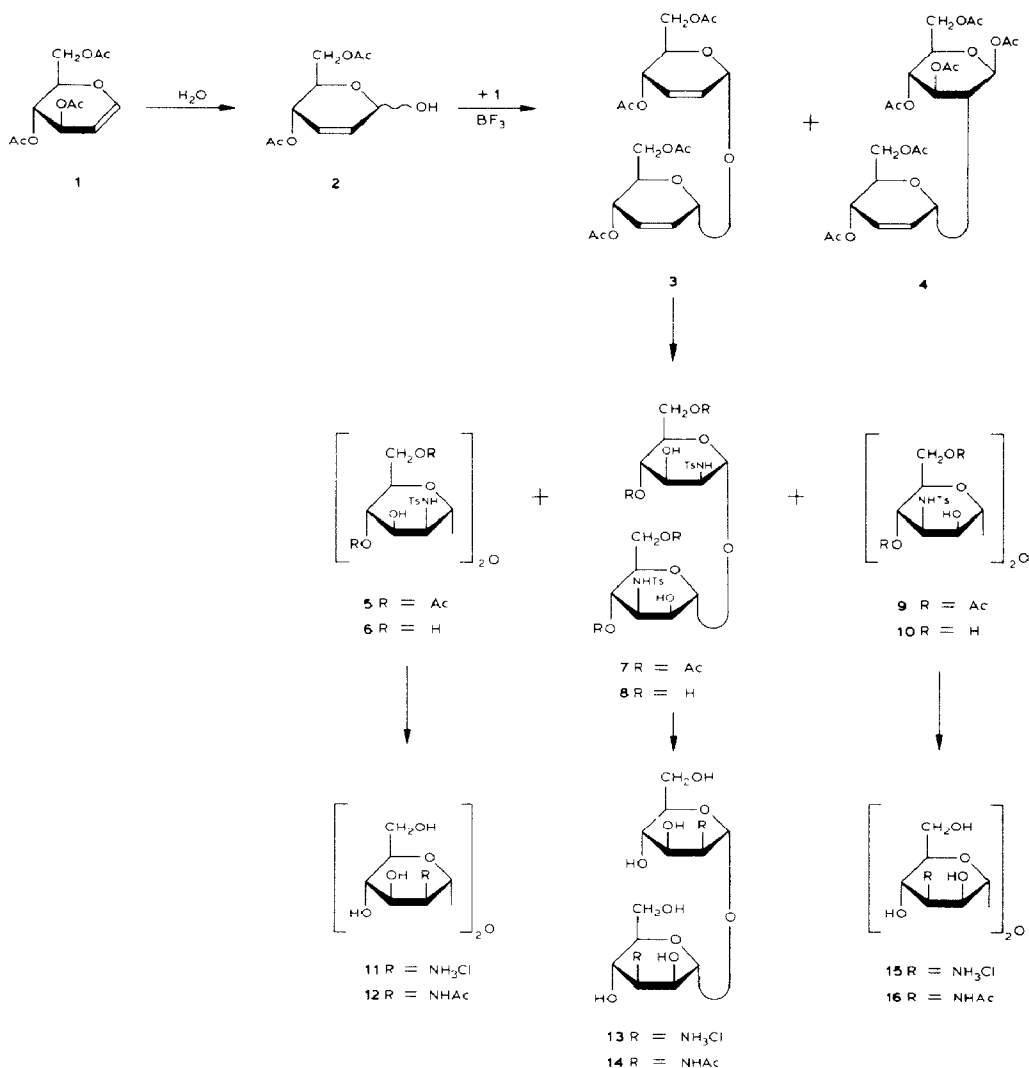 CH₂OAc
O
OAc
AcO
1
H₂O
CH₂OAc
O
OH
AcO
2
+ 1
BF₃
CH₂OAc
O
AcO
O
CH₂OAc
O
AcO
3
+
CH₂OAc
O
OAc
AcO
AcO
CH₂OAc
O
AcO
4
CH₂OR
O
TsNH
OH
RO
2O
5 R = Ac
6 R = H
+
CH₂OR
O
OH
TsNH
RO
O
CH₂OR
O
NHTs
HO
RO
7 R = Ac
8 R = H
+
CH₂OR
O
NHTs
HO
RO
2O
9 R = Ac
10 R = H
CH₂OH
O
OH
R
HO
2O
11 R = NH₃Cl
12 R = NHAc
CH₂OH
O
OH
R
HO
O
CH₂OH
O
R
HO
HO
13 R = NH₃Cl
14 R = NHAc
CH₂OH
O
R
HO
HO
2O
15 R = NH₃Cl
16 R = NHAc